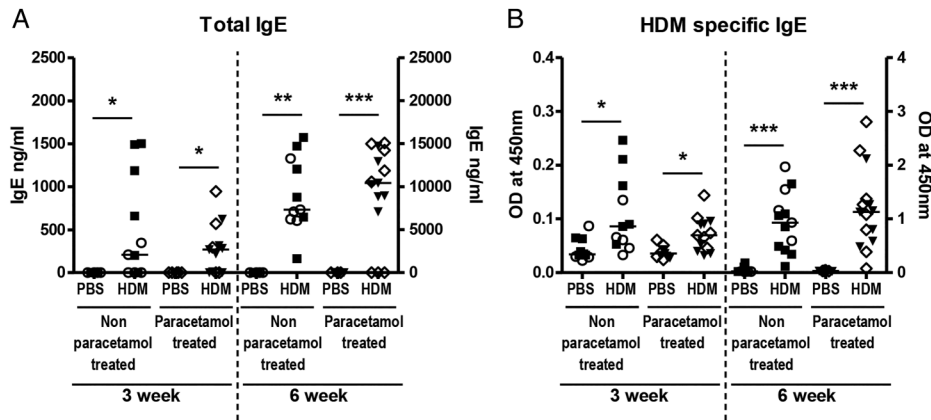 A
Total IgE
2500
2000
1500
1000
500
0
IgE ng/ml
25000
20000
15000
10000
5000
0
IgE ng/ml
*
*
**
***
PBS HDM PBS HDM PBS HDM PBS HDM
Non paracetamol treated
Paracetamol treated
Non paracetamol treated
Paracetamol treated
3 week
6 week
B
HDM specific IgE
0.4
0.3
0.2
0.1
0.0
OD at 450nm
4
3
2
1
0
OD at 450nm
*
*
***
***
PBS HDM PBS HDM PBS HDM PBS HDM
Non paracetamol treated
Paracetamol treated
Non paracetamol treated
Paracetamol treated
3 week
6 week